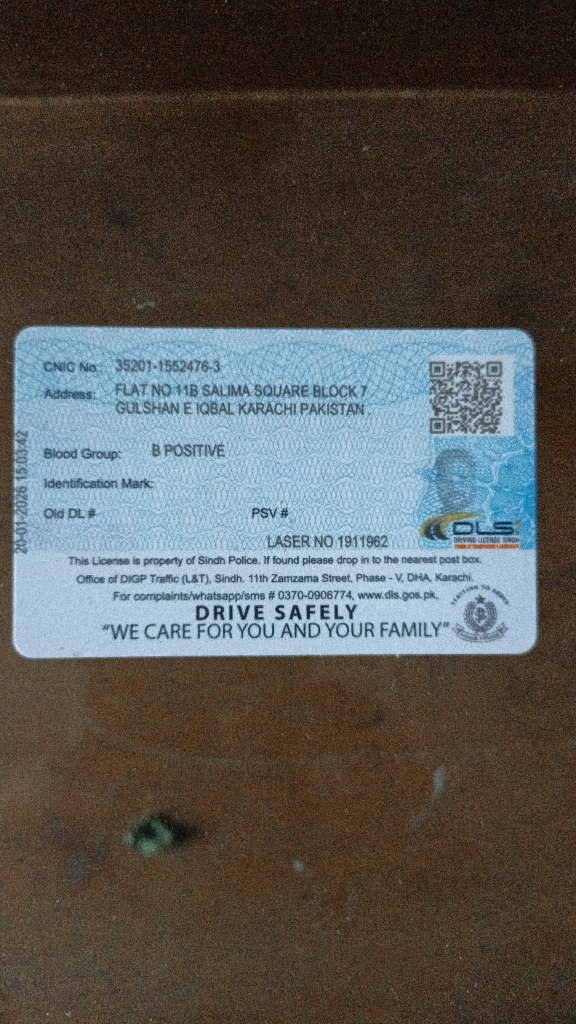 CNIC No.: 35201-1552476-3
Address: FLAT NO 11B SALIMA SQUARE BLOCK 7
GULSHAN E IQBAL KARACHI PAKISTAN .
Blood Group: B POSITIVE
Identification Mark:
Old DL # PSV #
LASER NO 1911962
20-01-2026 15:03:42
DLS
DRIVING LICENSE SINDH
This License is property of Sindh Police. If found please drop in to the nearest post box.
Office of DIGP Traffic (L&T), Sindh. 11th Zamzama Street, Phase - V, DHA, Karachi.
For complaints/whatsapp/sms # 0370-0906774, www.dls.gos.pk,
DRIVE SAFELY
“WE CARE FOR YOU AND YOUR FAMILY”